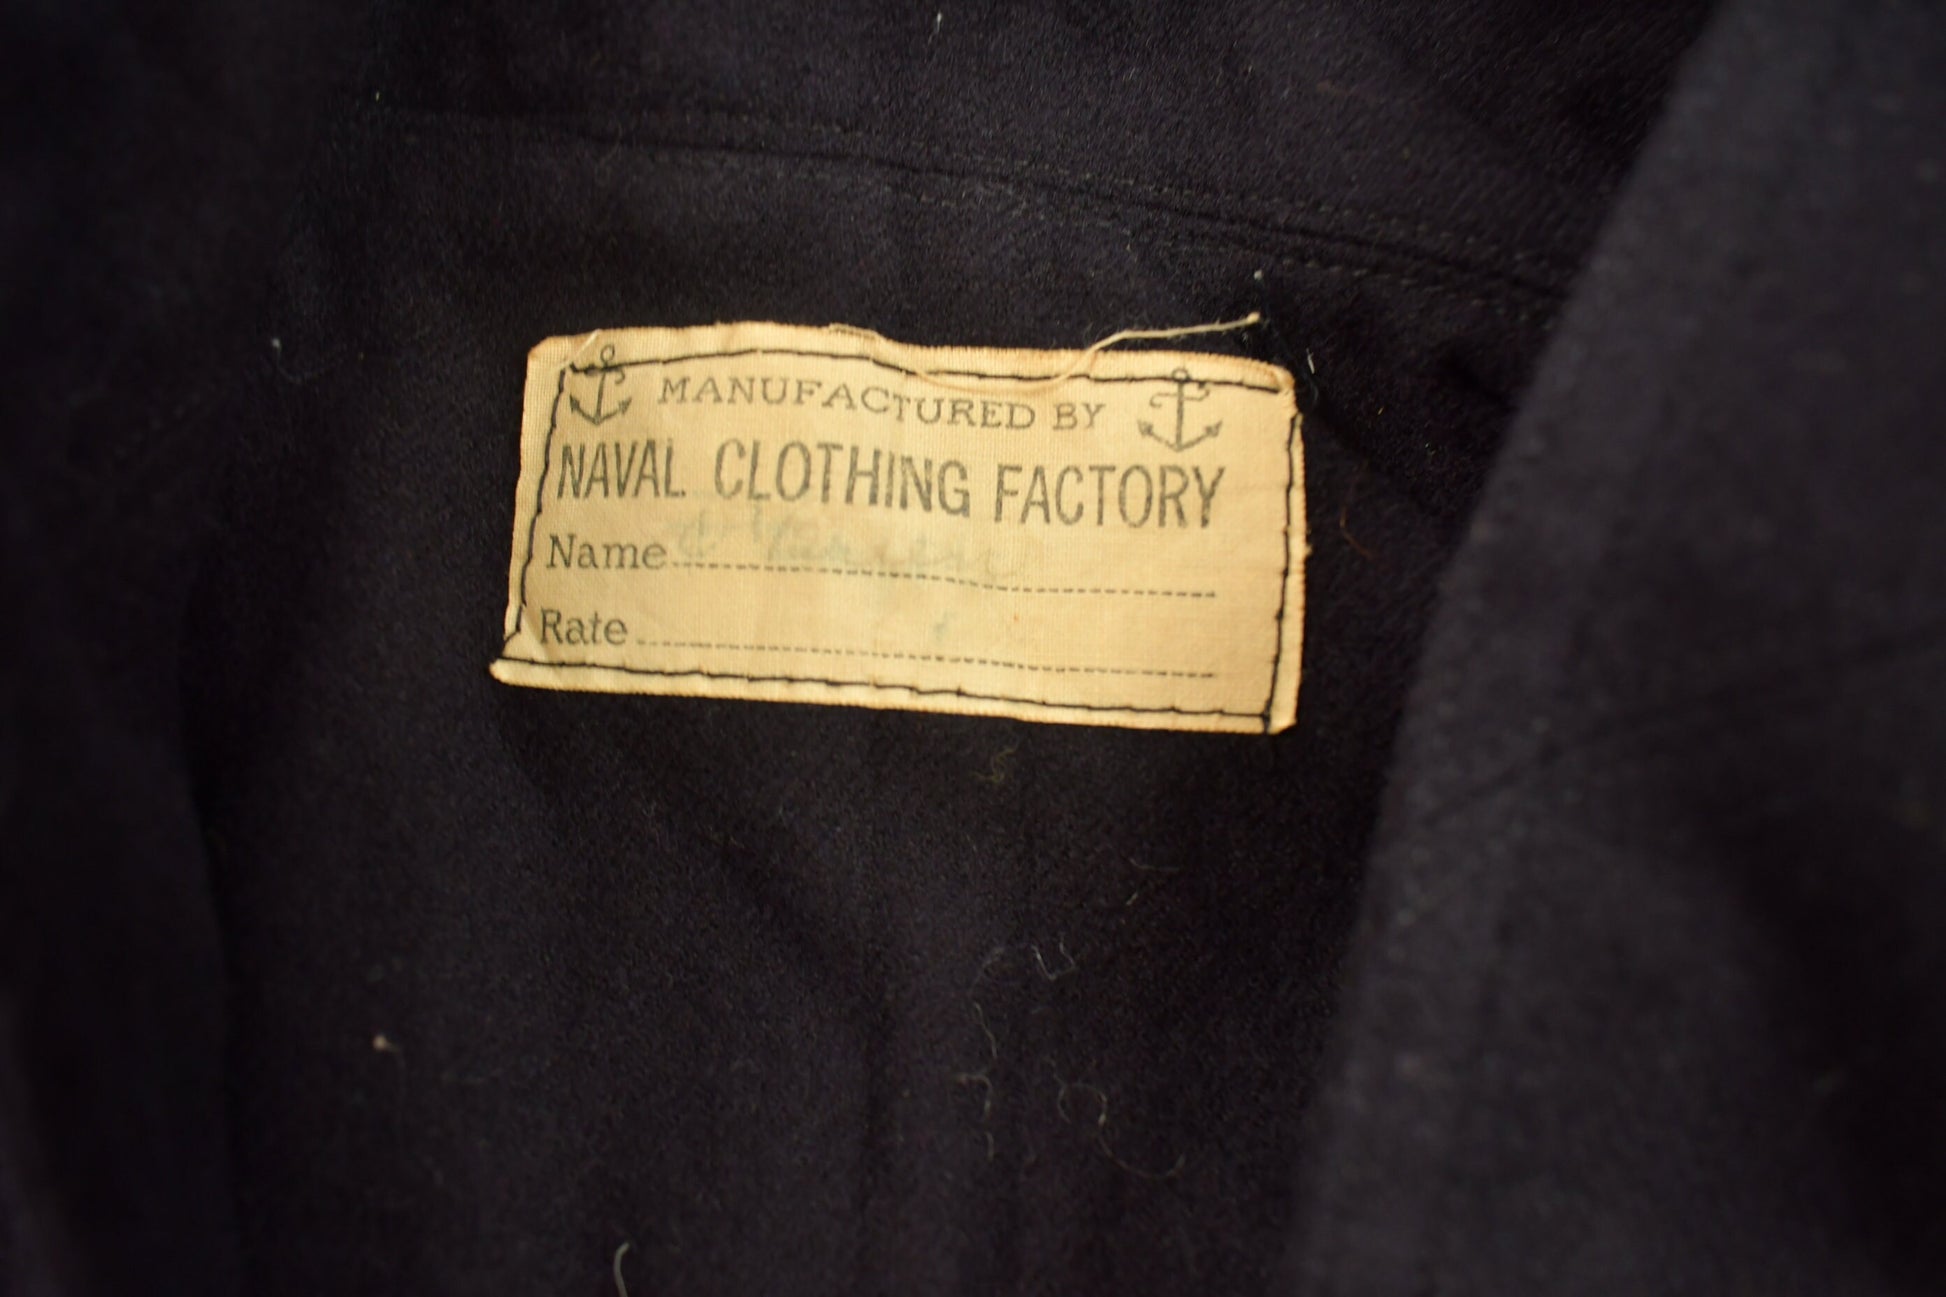 MANUFACTURED BY
NAVAL CLOTHING FACTORY
Name
Rate